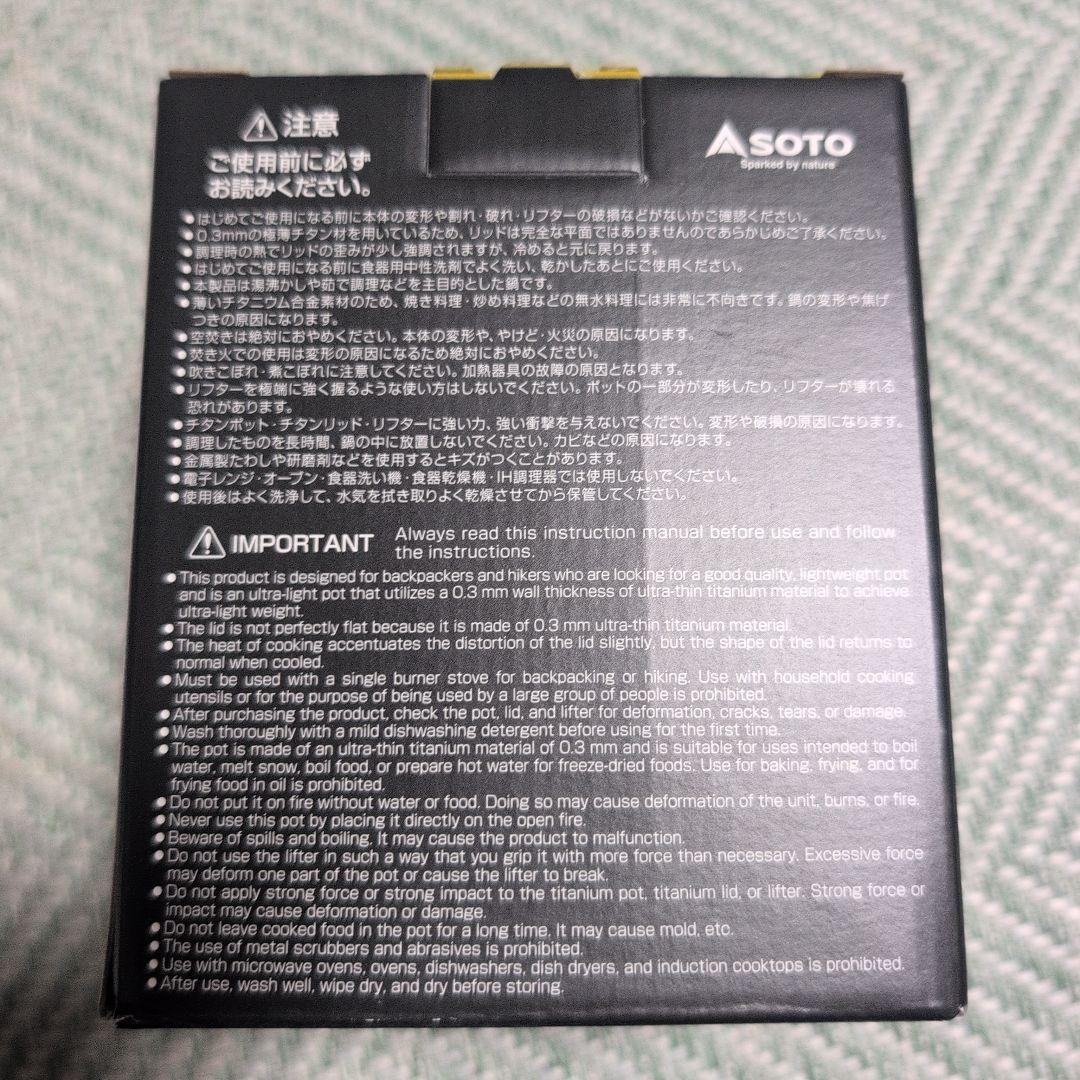 注意
ご使用前に必ず
お読みください。
SOTO
Sparked by nature
●はじめてご使用になる前に本体の変形や割れ・破れ・リフターの破損などがないかご確認ください。
●0.3mmの極薄チタン材を用いているため、リッドは完全な平面ではありませんのであらかじめご了承ください。
●調理時の熱でリッドの歪みが少し強調されますが、冷めると元に戻ります。
●はじめてご使用になる前に食器用中性洗剤でよく洗い、乾かしたあとにご使用ください。
●本製品は湯沸かしや茹で調理などを主目的とした鍋です。
●薄いチタニウム合金素材のため、焼き料理・炒め料理などの無水料理には非常に不向きです。鍋の変形や焦げ
つきの原因になります。
●空焚きは絶対におやめください。本体の変形や、やけど・火災の原因になります。
●焚き火での使用は変形の原因になるため絶対におやめください。
●吹きこぼれ・煮こぼれに注意してください。加熱器具の故障の原因となります。
●リフターを極端に強く握るような使い方はしないでください。ポットの一部分が変形したり、リフターが壊れる
恐れがあります。
●チタンポット・チタンリッド・リフターに強い力、強い衝撃を与えないでください。変形や破損の原因になります。
●調理したものを長時間、鍋の中に放置しないでください。カビなどの原因になります。
●金属製たわしや研磨剤などを使用するとキズがつくことがあります。
●電子レンジ・オーブン・食器洗い機・食器乾燥機・IH調理器では使用しないでください。
●使用後はよく洗浄して、水気を拭き取りよく乾燥させてから保管してください。
IMPORTANT
Always read this instruction manual before use and follow
the instructions.
●This product is designed for backpackers and hikers who are looking for a good quality, lightweight pot
and is an ultra-light pot that utilizes a 0.3 mm wall thickness of ultra-thin titanium material to achieve
ultra-light weight.
●The lid is not perfectly flat because it is made of 0.3 mm ultra-thin titanium material.
●The heat of cooking accentuates the distortion of the lid slightly, but the shape of the lid returns to
normal when cooled.
●Must be used with a single burner stove for backpacking or hiking. Use with household cooking
utensils or for the purpose of being used by a large group of people is prohibited.
●After purchasing the product, check the pot, lid, and lifter for deformation, cracks, tears, or damage.
●Wash thoroughly with a mild dishwashing detergent before using for the first time.
●The pot is made of an ultra-thin titanium material of 0.3 mm and is suitable for uses intended to boil
water, melt snow, boil food, or prepare hot water for freeze-dried foods. Use for baking, frying, and for
frying food in oil is prohibited.
●Do not put it on fire without water or food. Doing so may cause deformation of the unit, burns, or fire.
●Never use this pot by placing it directly on the open fire.
●Beware of spills and boiling. It may cause the product to malfunction.
●Do not use the lifter in such a way that you grip it with more force than necessary. Excessive force
may deform one part of the pot or cause the lifter to break.
●Do not apply strong force or strong impact to the titanium pot, titanium lid, or lifter. Strong force or
impact may cause deformation or damage.
●Do not leave cooked food in the pot for a long time. It may cause mold, etc.
●The use of metal scrubbers and abrasives is prohibited.
●Use with microwave ovens, ovens, dishwashers, dish dryers, and induction cooktops is prohibited.
●After use, wash well, wipe dry, and dry before storing.